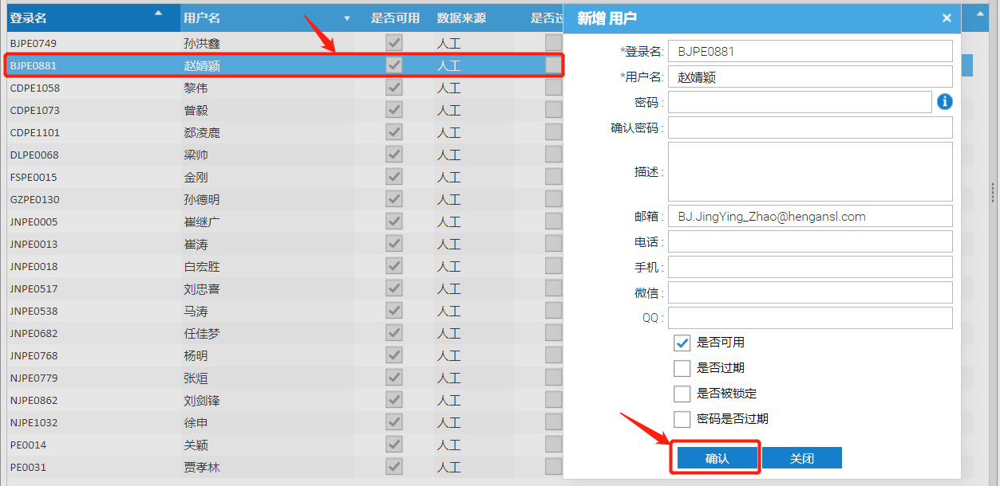 登录名 用户名 是否可用 数据来源 是否过
BJPE0749 孙洪鑫 人工
BJPE0881 赵婧颖 人工
CDPE1058 黎伟 人工
CDPE1073 曾毅 人工
CDPE1101 郄凌鹿 人工
DLPE0068 梁帅 人工
FSPE0015 金刚 人工
GZPE0130 孙德明 人工
JNPE0005 崔继广 人工
JNPE0013 崔涛 人工
JNPE0018 白宏胜 人工
JNPE0517 刘忠喜 人工
JNPE0538 马涛 人工
JNPE0682 任佳梦 人工
JNPE0768 杨明 人工
NJPE0779 张烜 人工
NJPE0862 刘剑锋 人工
NJPE1032 徐申 人工
PE0014 关颖 人工
PE0031 贾孝林 人工
新增 用户
*登录名: BJPE0881
*用户名: 赵婧颖
密码:
确认密码:
描述:
邮箱: BJ.JingYing_Zhao@hengansl.com
电话:
手机:
微信:
QQ:
是否可用
是否过期
是否被锁定
密码是否过期
确认 关闭